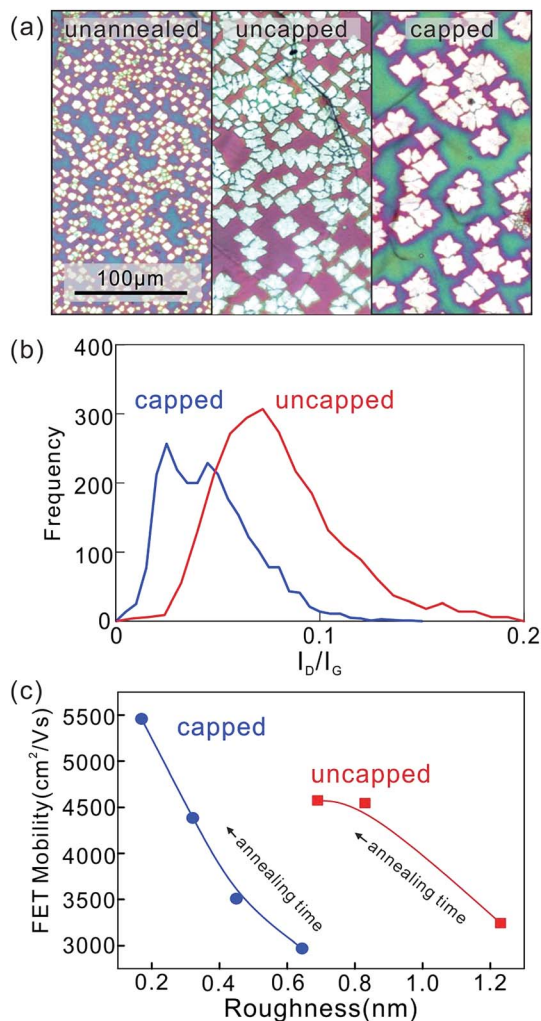 (a)
unannealed
uncapped
capped
100μm
(b)
400
300
200
100
0
Frequency
capped
uncapped
0
0.1
0.2
I_D/I_G
(c)
5500
5000
4500
4000
3500
3000
FET Mobility(cm²/Vs)
capped
uncapped
annealing time
annealing time
0.2
0.4
0.6
0.8
1.0
1.2
Roughness(nm)